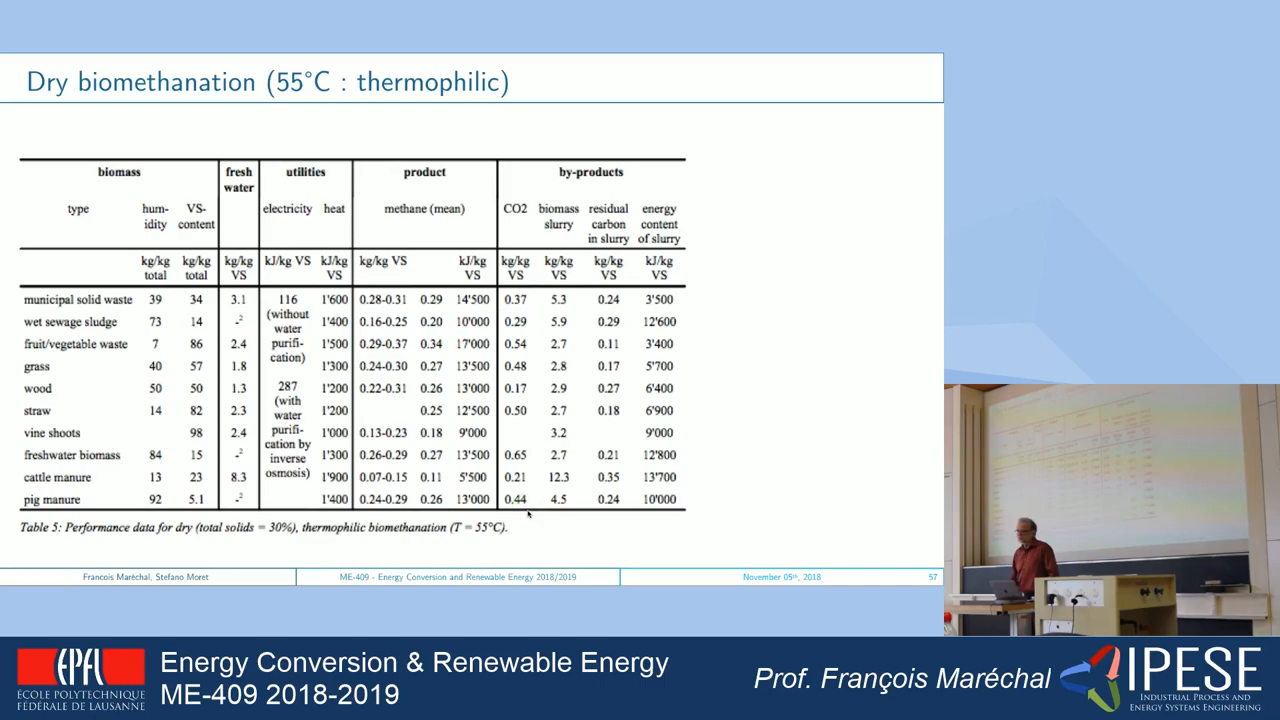 Dry biomethanation (55°C : thermophilic)
biomass fresh water utilities product by-products
type hum-idity VS-content electricity heat methane (mean) CO2 biomass slurry residual carbon in slurry energy content of slurry
kg/kg total kg/kg total kg/kg VS kJ/kg VS kJ/kg VS kg/kg VS kJ/kg VS kg/kg VS kg/kg VS kg/kg VS kJ/kg VS
municipal solid waste 39 34 3.1 116 1'600 0.28-0.31 0.29 14'500 0.37 5.3 0.24 3'500
wet sewage sludge 73 14 -² (without water 1'400 0.16-0.25 0.20 10'000 0.29 5.9 0.29 12'600
fruit/vegetable waste 7 86 2.4 purifi- 1'500 0.29-0.37 0.34 17'000 0.54 2.7 0.11 3'400
grass 40 57 1.8 cation) 1'300 0.24-0.30 0.27 13'500 0.48 2.8 0.17 5'700
wood 50 50 1.3 287 1'200 0.22-0.31 0.26 13'000 0.17 2.9 0.27 6'400
straw 14 82 2.3 (with water 1'200 0.25 12'500 0.50 2.7 0.18 6'900
vine shoots 98 2.4 purifi- 1'000 0.13-0.23 0.18 9'000 3.2 9'000
freshwater biomass 84 15 -² cation by inverse 1'300 0.26-0.29 0.27 13'500 0.65 2.7 0.21 12'800
cattle manure 13 23 8.3 osmosis) 1'900 0.07-0.15 0.11 5'500 0.21 12.3 0.35 13'700
pig manure 92 5.1 -² 1'400 0.24-0.29 0.26 13'000 0.44 4.5 0.24 10'000
Table 5: Performance data for dry (total solids = 30%), thermophilic biomethanation (T = 55°C).
Francois Maréchal, Stefano Moret ME-409 - Energy Conversion and Renewable Energy 2018/2019 November 05th, 2018 57
EPFL
ÉCOLE POLYTECHNIQUE
FÉDÉRALE DE LAUSANNE
Energy Conversion & Renewable Energy
ME-409 2018-2019
Prof. François Maréchal
IPESE
INDUSTRIAL PROCESS AND
ENERGY SYSTEMS ENGINEERING